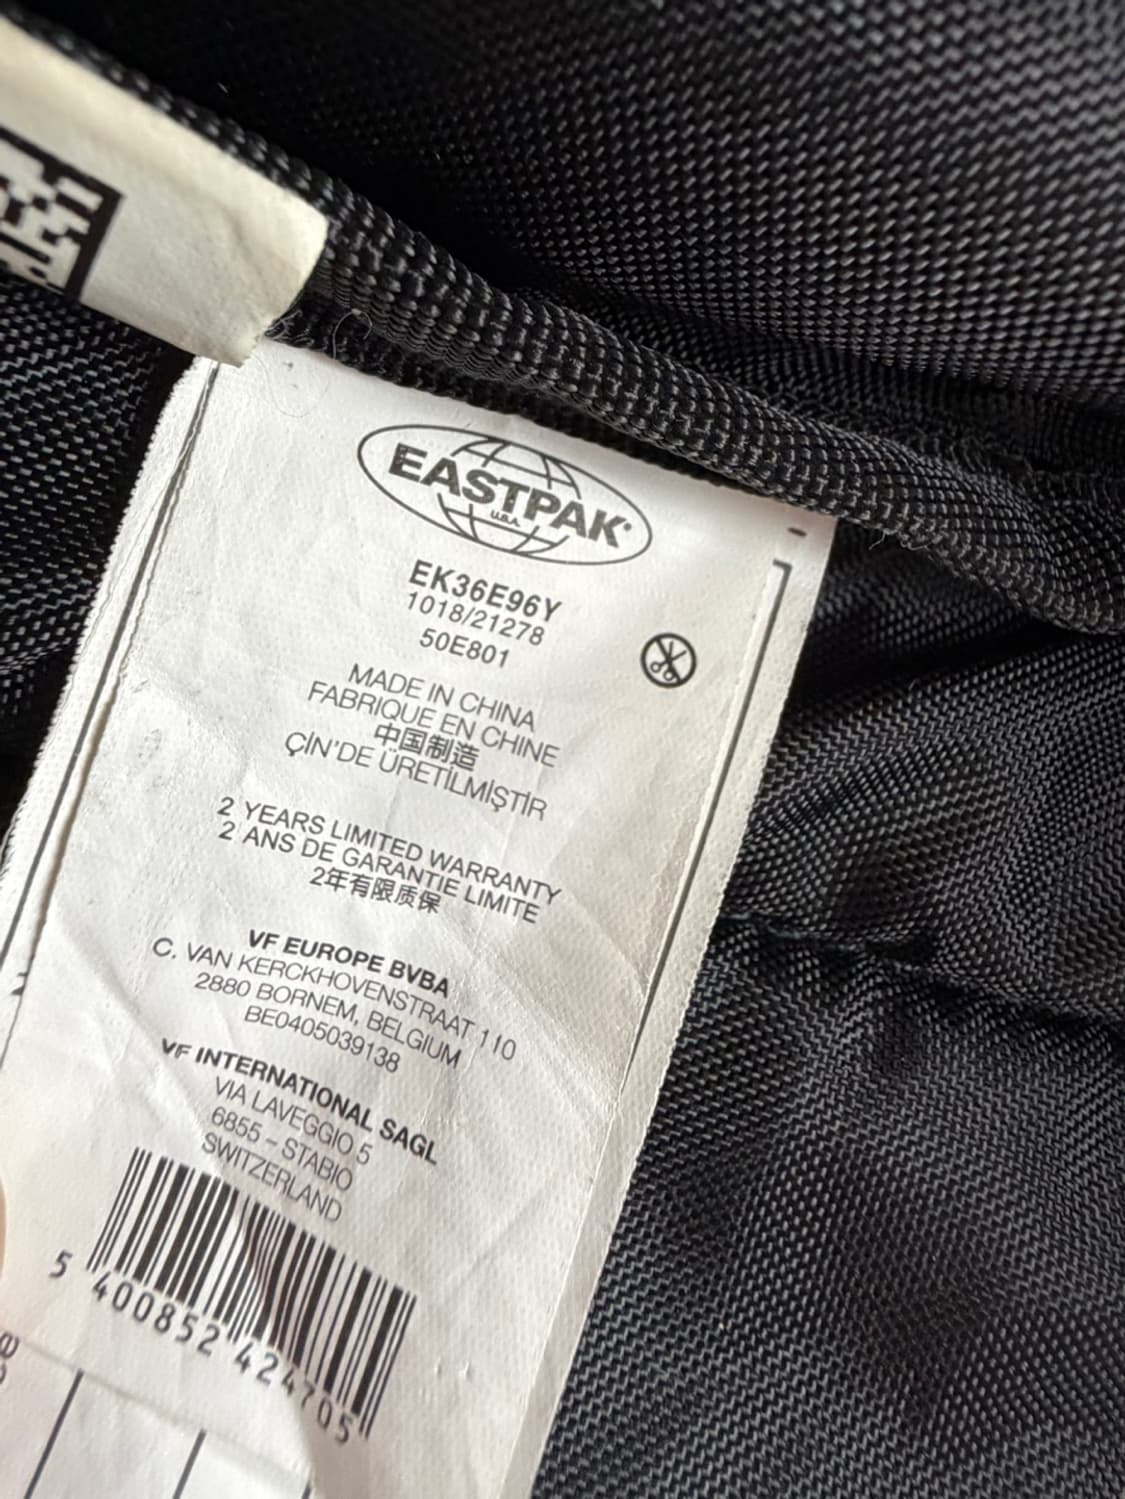 EASTPAK®
U.S.A.
EK36E96Y
1018/21278
50E801
MADE IN CHINA
FABRIQUE EN CHINE
中国制造
ÇİN'DE ÜRETİLMİŞTİR
2 YEARS LIMITED WARRANTY
2 ANS DE GARANTIE LIMITE
2年有限质保
VF EUROPE BVBA
C. VAN KERCKHOVENSTRAAT 110
2880 BORNEM, BELGIUM
BE0405039138
VF INTERNATIONAL SAGL
VIA LAVEGGIO 5
6855 – STABIO
SWITZERLAND
5 400852 424705